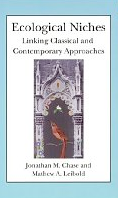 Ecological Niches
Linking Classical and
Contemporary Approaches
Jonathan M. Chase and
Mathew A. Leibold